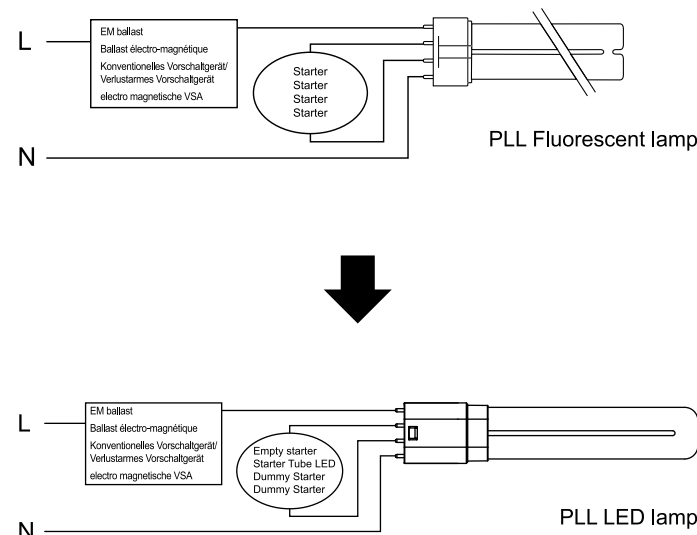 L
EM ballast
Ballast électro-magnétique
Konventionelles Vorschaltgerät/
Verlustarmes Vorschaltgerät
electro magnetische VSA
Starter
Starter
Starter
Starter
N
PLL Fluorescent lamp
L
EM ballast
Ballast électro-magnétique
Konventionelles Vorschaltgerät/
Verlustarmes Vorschaltgerät
electro magnetische VSA
Empty starter
Starter Tube LED
Dummy Starter
Dummy Starter
N
PLL LED lamp